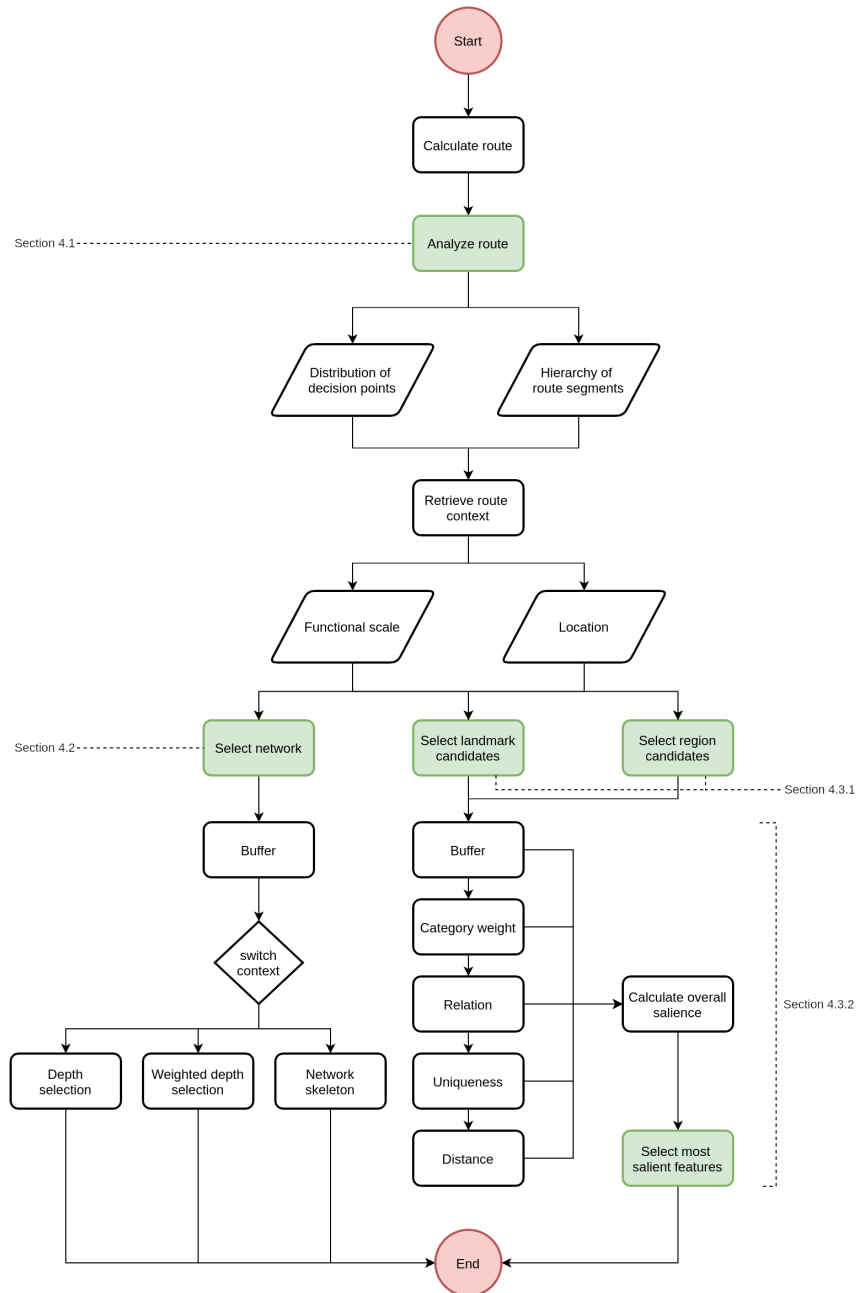 Start
Calculate route
Section 4.1
Analyze route
Distribution of
decision points
Hierarchy of
route segments
Retrieve route
context
Functional scale
Location
Section 4.2
Select network
Select landmark
candidates
Select region
candidates
Section 4.3.1
Buffer
Buffer
Category weight
switch
context
Relation
Calculate overall
salience
Section 4.3.2
Depth
selection
Weighted depth
selection
Network
skeleton
Uniqueness
Distance
Select most
salient features
End